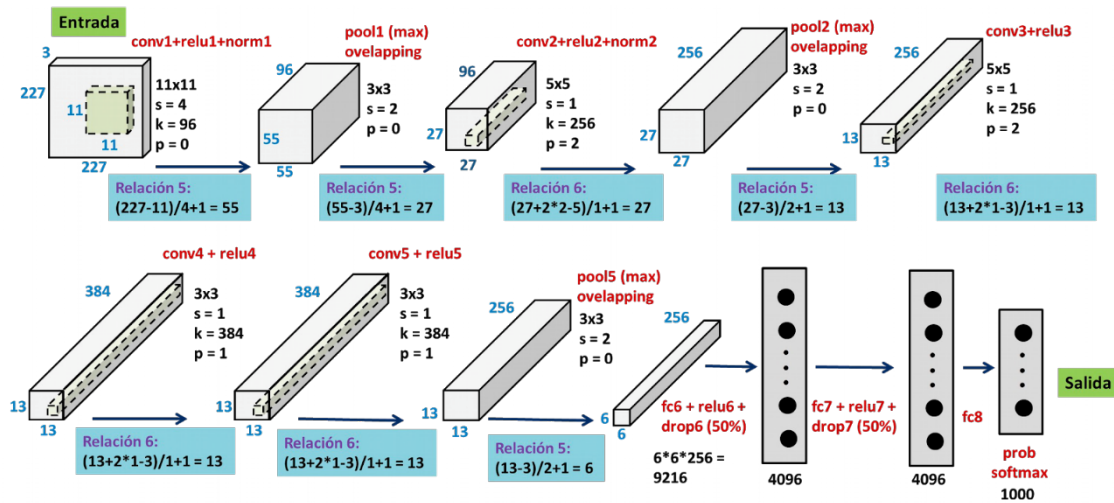 Entrada
3
227
11
11
227
conv1+relu1+norm1
11x11
s = 4
k = 96
p = 0
Relación 5:
(227-11)/4+1 = 55
pool1 (max)
ovelapping
96
55
55
3x3
s = 2
p = 0
Relación 5:
(55-3)/4+1 = 27
conv2+relu2+norm2
96
27
27
5x5
s = 1
k = 256
p = 2
Relación 6:
(27+2*2-5)/1+1 = 27
pool2 (max)
ovelapping
256
27
27
3x3
s = 2
p = 0
Relación 5:
(27-3)/2+1 = 13
conv3+relu3
256
13
13
5x5
s = 1
k = 256
p = 2
Relación 6:
(13+2*1-3)/1+1 = 13
conv4 + relu4
384
13
13
3x3
s = 1
k = 384
p = 1
Relación 6:
(13+2*1-3)/1+1 = 13
conv5 + relu5
384
13
13
3x3
s = 1
k = 384
p = 1
Relación 6:
(13+2*1-3)/1+1 = 13
pool5 (max)
ovelapping
256
13
13
3x3
s = 2
p = 0
Relación 5:
(13-3)/2+1 = 6
256
6
6
fc6 + relu6 +
drop6 (50%)
6*6*256 =
9216
4096
fc7 + relu7 +
drop7 (50%)
4096
fc8
prob
softmax
1000
Salida